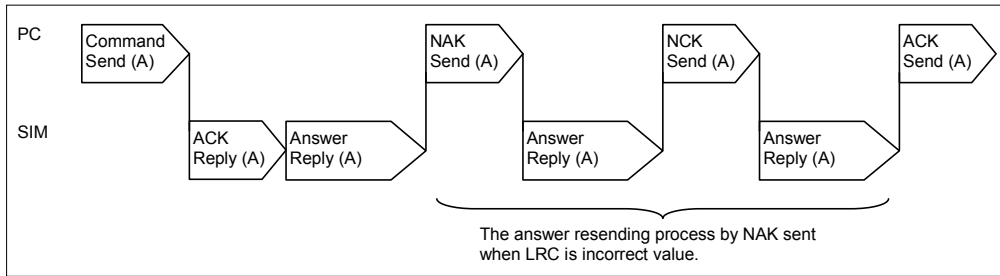 PC
Command
Send (A)
NAK
Send (A)
NCK
Send (A)
ACK
Send (A)
SIM
ACK
Reply (A)
Answer
Reply (A)
Answer
Reply (A)
Answer
Reply (A)
The answer resending process by NAK sent
when LRC is incorrect value.